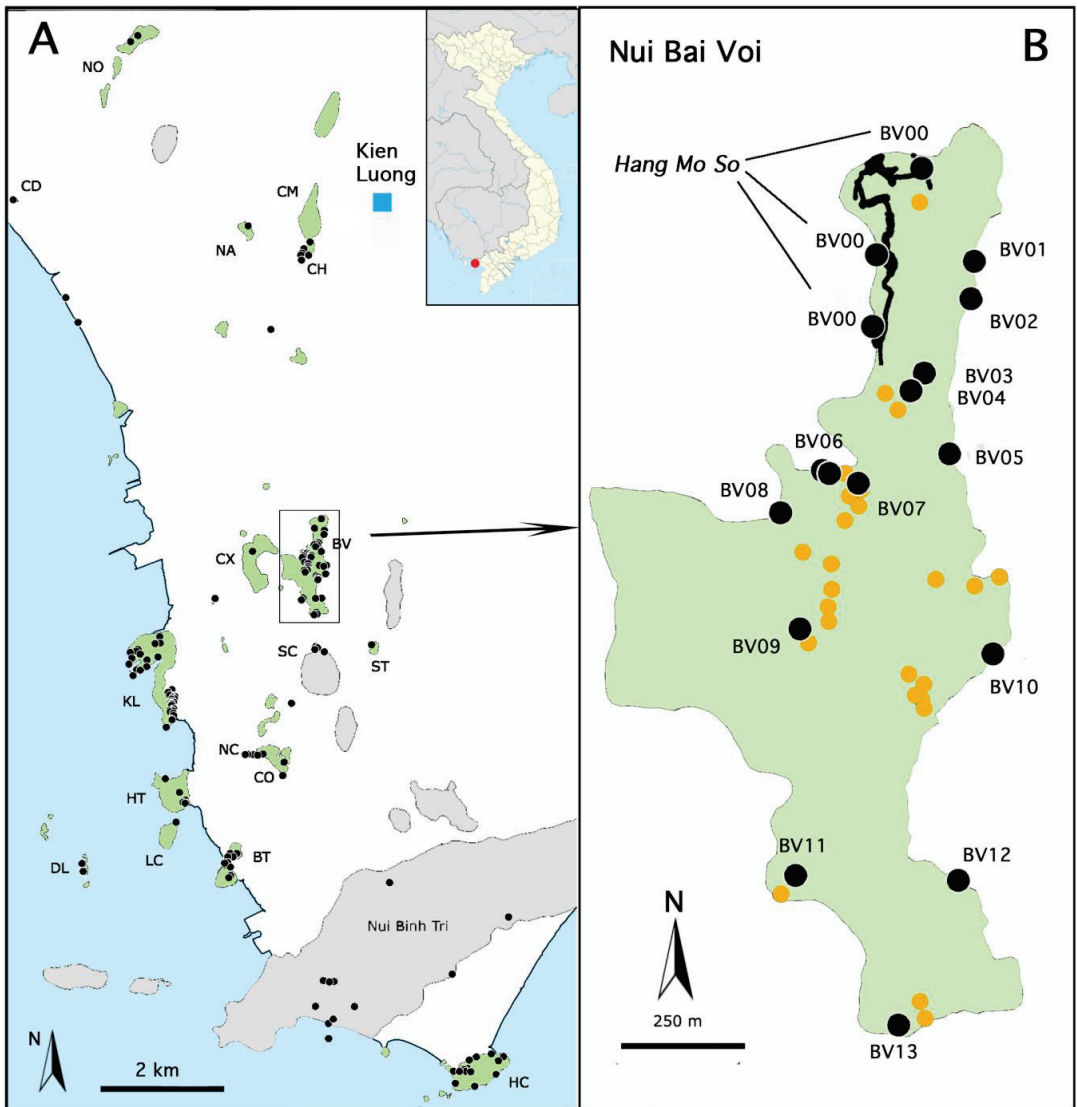 A
NO
Kien
Luong
CD
CM
NA
CH
CX
BV
SC
ST
KL
NC
CO
HT
LC
BT
DL
Nui Binh Tri
N
2 km
HC
Nui Bai Voi
B
BV00
Hang Mo So
BV00
BV01
BV02
BV00
BV03
BV04
BV06
BV05
BV08
BV07
BV09
BV10
BV11
BV12
N
250 m
BV13